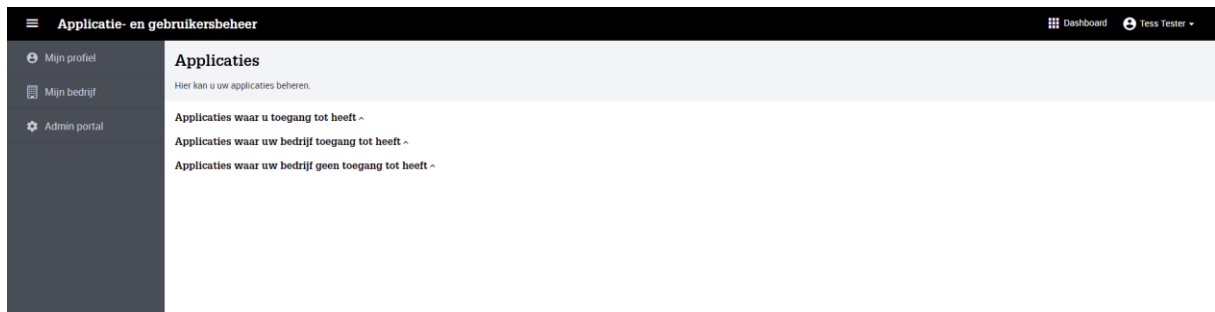 Applicatie- en gebruikersbeheer
Dashboard
Tess Tester
Mijn profiel
Mijn bedrijf
Admin portal
Applicaties
Hier kan u uw applicaties beheren.
Applicaties waar u toegang tot heeft
Applicaties waar uw bedrijf toegang tot heeft
Applicaties waar uw bedrijf geen toegang tot heeft